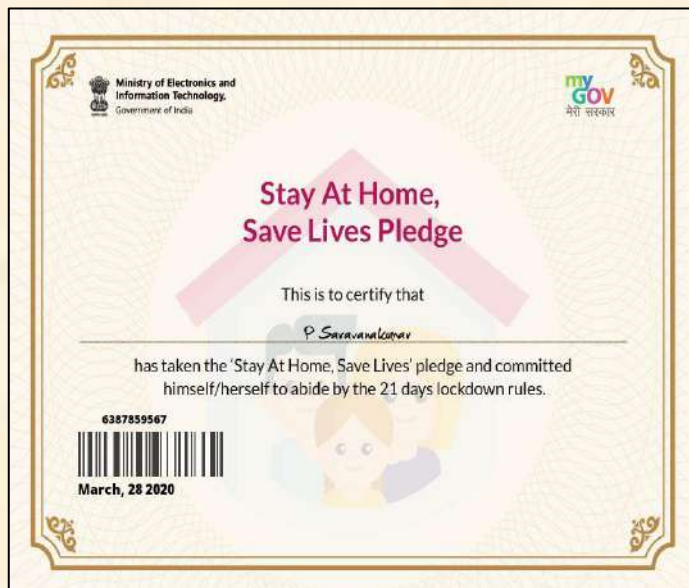 Ministry of Electronics and
Information Technology,
Government of India
my
GOV
मेरी सरकार
Stay At Home,
Save Lives Pledge
This is to certify that
P Saravanakumar
has taken the 'Stay At Home, Save Lives' pledge and committed
himself/herself to abide by the 21 days lockdown rules.
6387859567
March, 28 2020